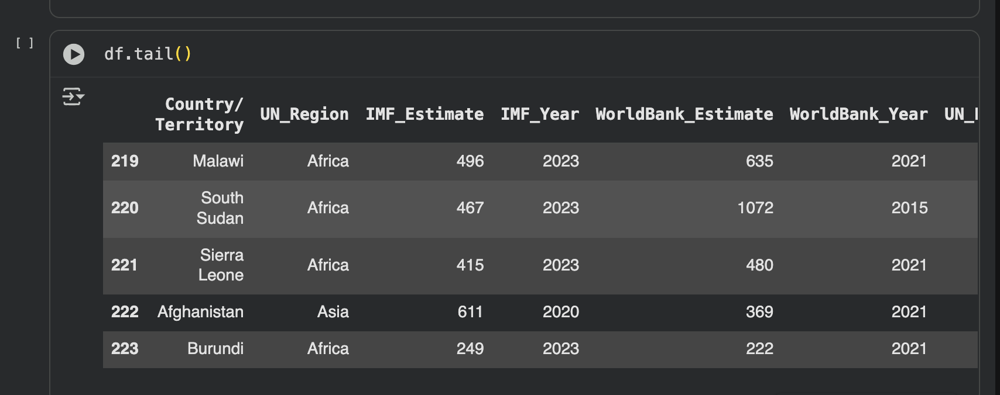 [ ]
df.tail()
Country/
Territory UN_Region IMF_Estimate IMF_Year WorldBank_Estimate WorldBank_Year UN_
219 Malawi Africa 496 2023 635 2021
220 South
Sudan Africa 467 2023 1072 2015
221 Sierra
Leone Africa 415 2023 480 2021
222 Afghanistan Asia 611 2020 369 2021
223 Burundi Africa 249 2023 222 2021